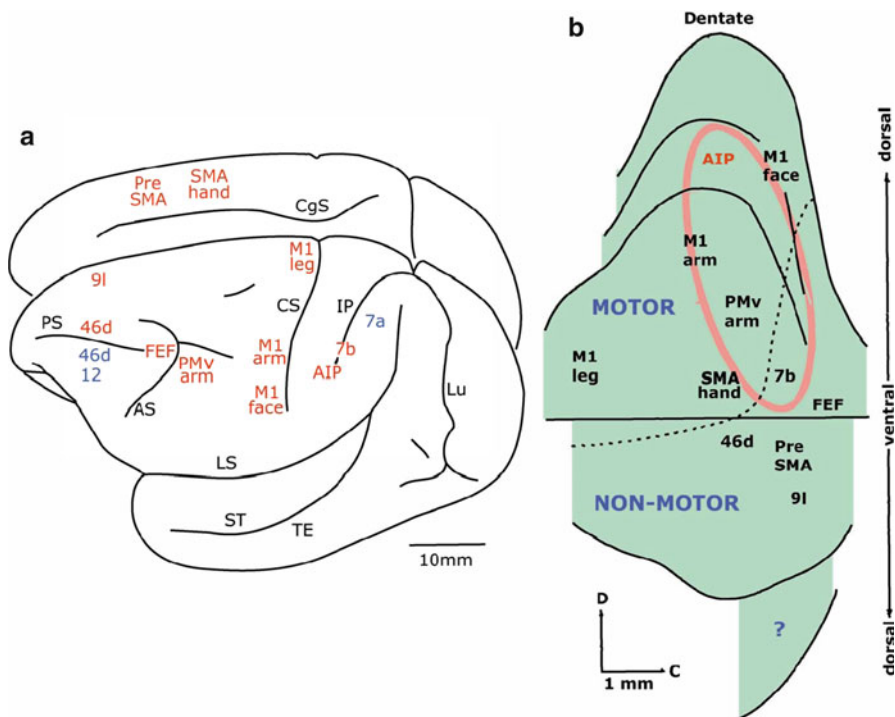 a
Pre
SMA
SMA
hand
CgS
M1
leg
9l
CS
IP
PS
7a
46d
46d
12
FEF
PMv
arm
M1
arm
7b
AIP
M1
face
AS
Lu
LS
ST
TE
10mm
b
Dentate
AIP
M1
face
M1
arm
MOTOR
PMv
arm
M1
leg
SMA
hand
7b
FEF
46d
Pre
SMA
9l
NON-MOTOR
?
D
C
1 mm
dorsal
ventral
dorsal